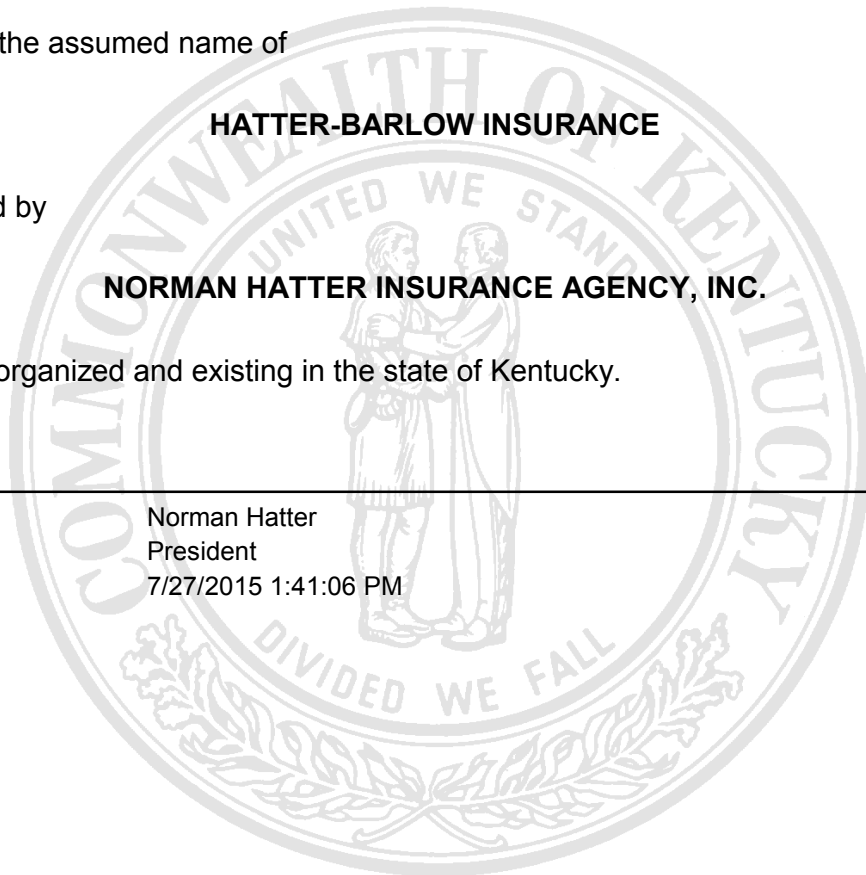 the assumed name of
HATTER-BARLOW INSURANCE
d by
NORMAN HATTER INSURANCE AGENCY, INC.
organized and existing in the state of Kentucky.
Norman Hatter
President
7/27/2015 1:41:06 PM
COMMONWEALTH OF KENTUCKY
UNITED WE STAND
DIVIDED WE FALL